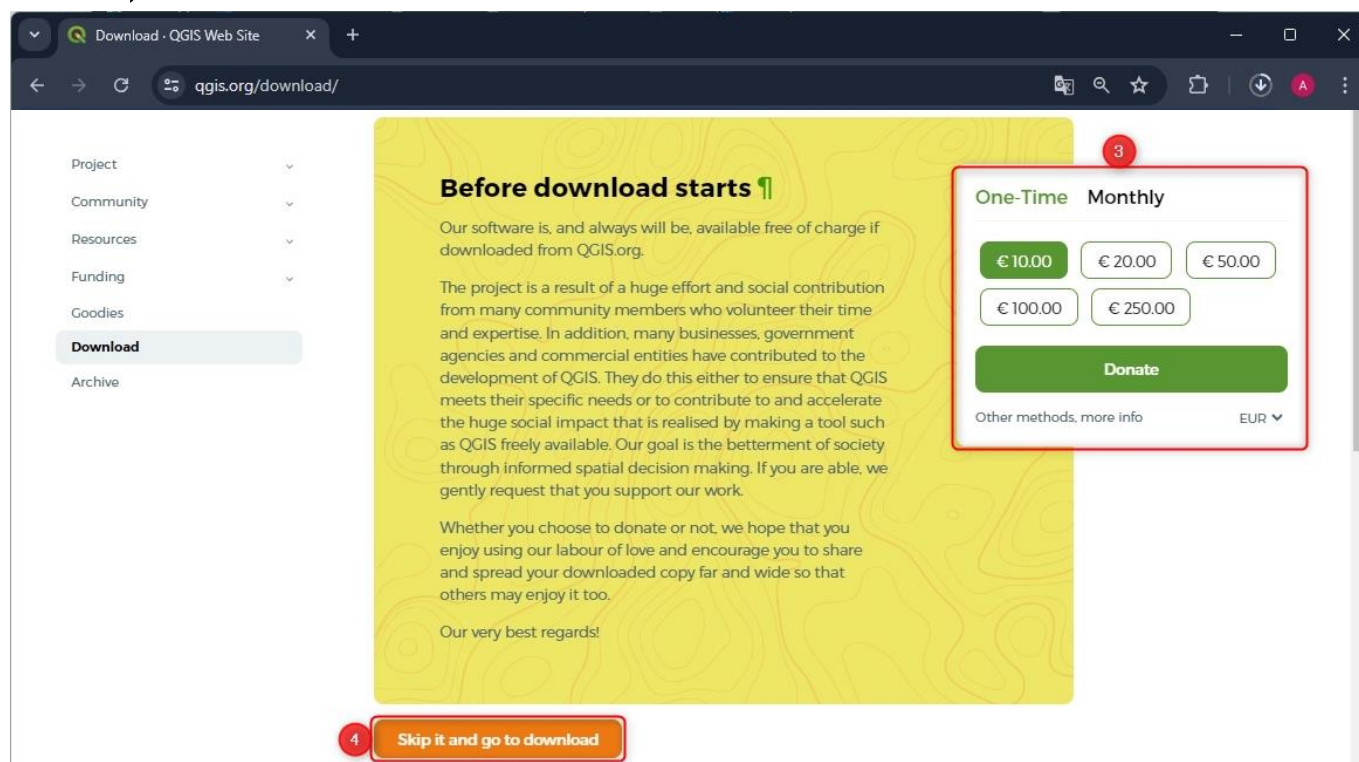 Download · QGIS Web Site
qgis.org/download/
A
Project
Community
Resources
Funding
Goodies
Download
Archive
Before download starts ¶
Our software is, and always will be, available free of charge if
downloaded from QGIS.org.
The project is a result of a huge effort and social contribution
from many community members who volunteer their time
and expertise. In addition, many businesses, government
agencies and commercial entities have contributed to the
development of QGIS. They do this either to ensure that QGIS
meets their specific needs or to contribute to and accelerate
the huge social impact that is realised by making a tool such
as QGIS freely available. Our goal is the betterment of society
through informed spatial decision making. If you are able, we
gently request that you support our work.
Whether you choose to donate or not, we hope that you
enjoy using our labour of love and encourage you to share
and spread your downloaded copy far and wide so that
others may enjoy it too.
Our very best regards!
3
One-Time Monthly
€ 10.00 € 20.00 € 50.00
€ 100.00 € 250.00
Donate
Other methods, more info EUR
4 Skip it and go to download